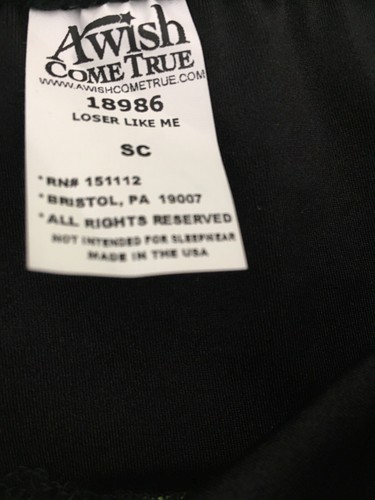 A wish
COME TRUE
WWW.AWISHCOMETRUE.COM
18986
LOSER LIKE ME
SC
*RN# 151112
*BRISTOL, PA 19007
*ALL RIGHTS RESERVED
NOT INTENDED FOR SLEEPWEAR
MADE IN THE USA